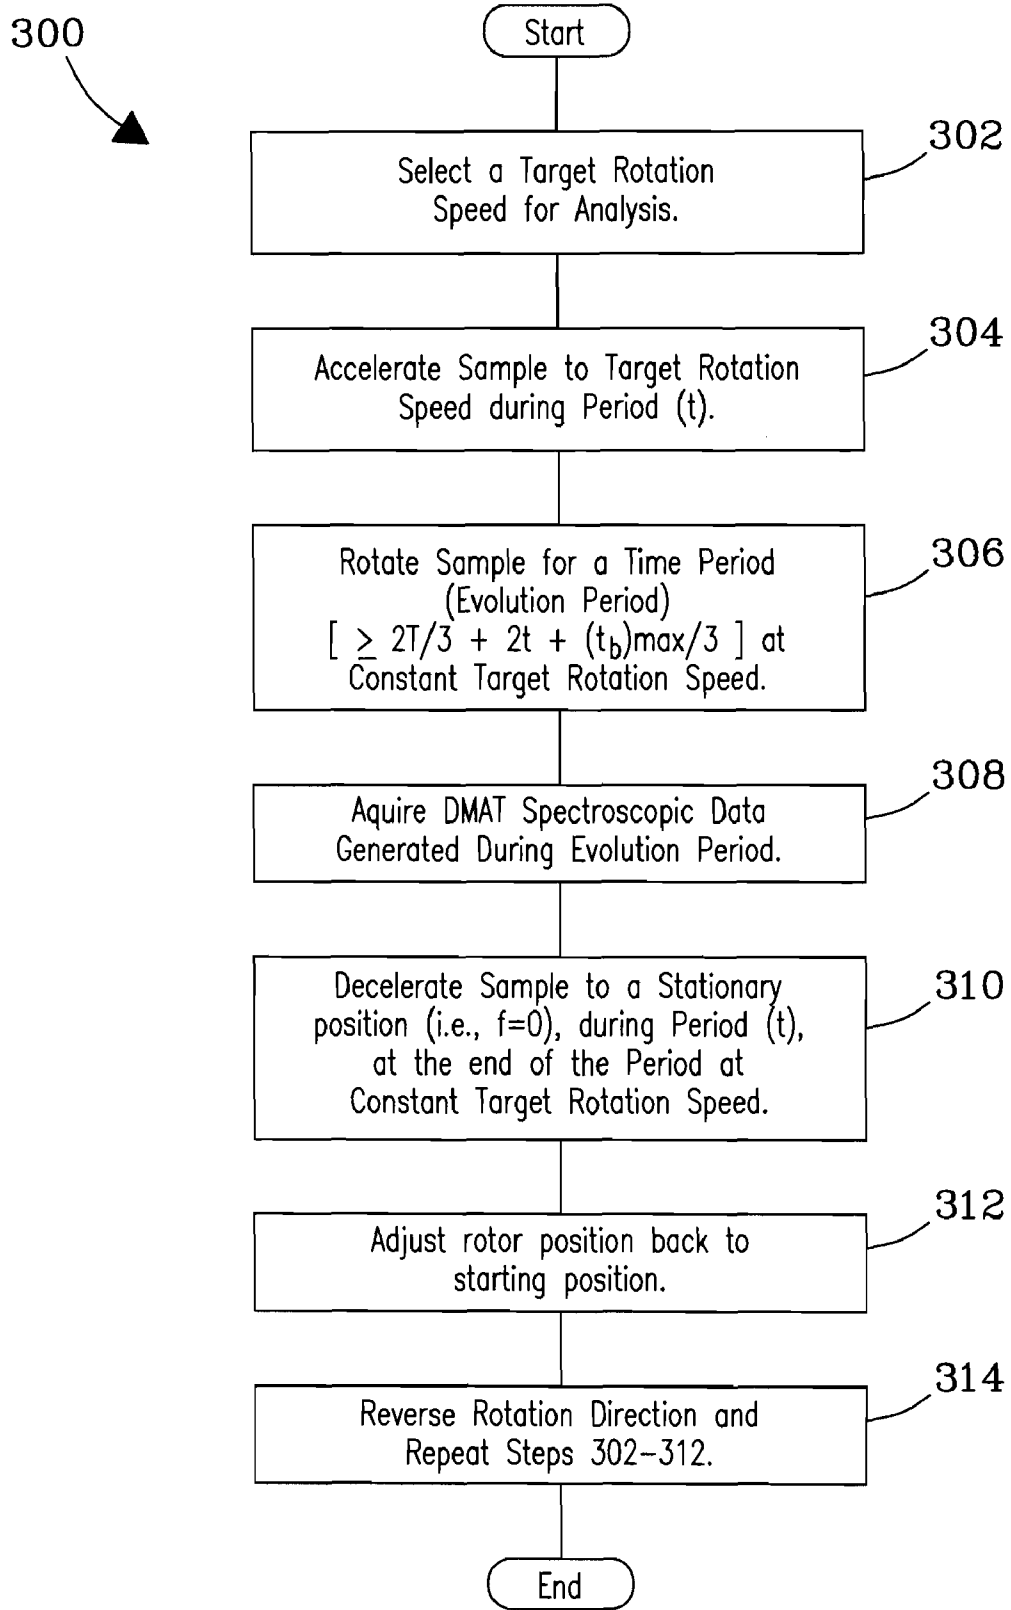 300
Start
302
Select a Target Rotation
Speed for Analysis.
304
Accelerate Sample to Target Rotation
Speed during Period (t).
306
Rotate Sample for a Time Period
(Evolution Period)
[ ≥ 2T/3 + 2t + (tb)max/3 ] at
Constant Target Rotation Speed.
308
Aquire DMAT Spectroscopic Data
Generated During Evolution Period.
310
Decelerate Sample to a Stationary
position (i.e., f=0), during Period (t),
at the end of the Period at
Constant Target Rotation Speed.
312
Adjust rotor position back to
starting position.
314
Reverse Rotation Direction and
Repeat Steps 302–312.
End